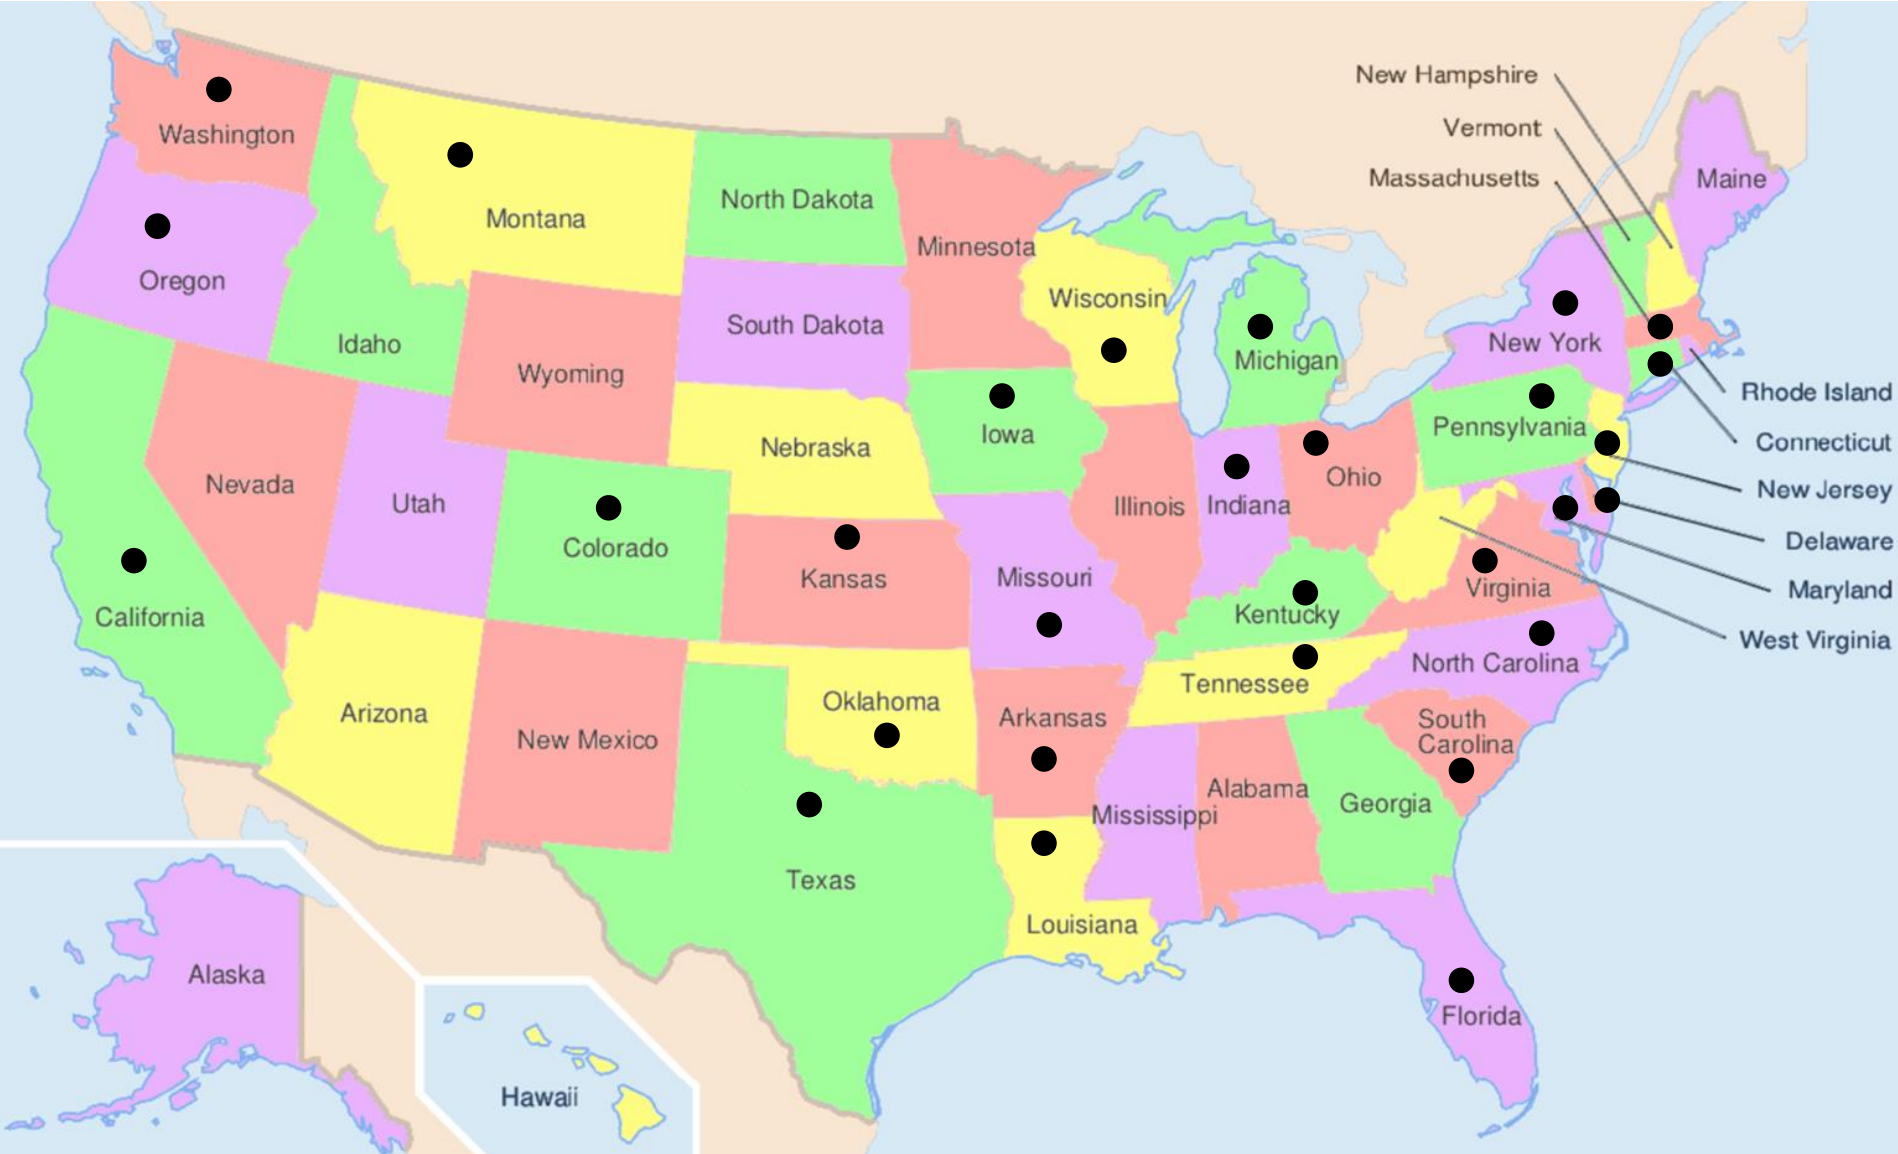 New Hampshire
Vermont
Massachusetts
Washington
Maine
North Dakota
Montana
Minnesota
Oregon
Wisconsin
South Dakota
Idaho
New York
Michigan
Wyoming
Rhode Island
Pennsylvania
Iowa
Connecticut
Nebraska
Ohio
Nevada
New Jersey
Utah
Illinois
Indiana
Delaware
Colorado
Missouri
Kansas
Virginia
Maryland
California
Kentucky
West Virginia
North Carolina
Tennessee
Oklahoma
Arizona
Arkansas
South
Carolina
New Mexico
Alabama
Georgia
Mississippi
Texas
Louisiana
Alaska
Florida
Hawaii